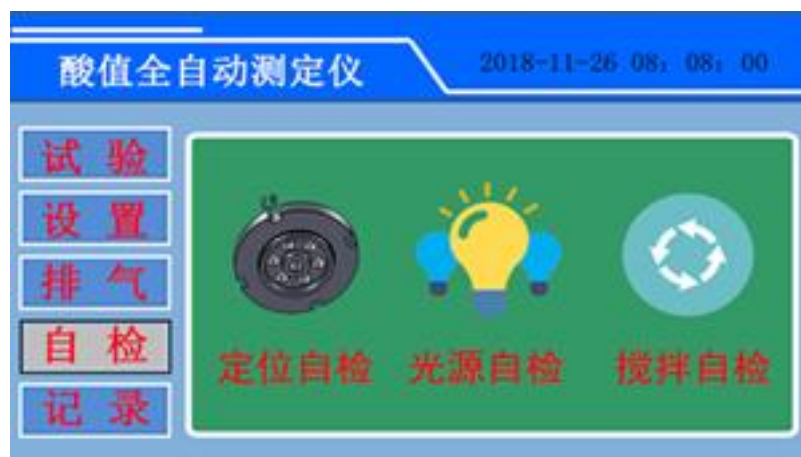 酸值全自动测定仪
2018-11-26 08:08:00
试 验
设 置
排 气
自 检
记 录
定位自检 光源自检 搅拌自检